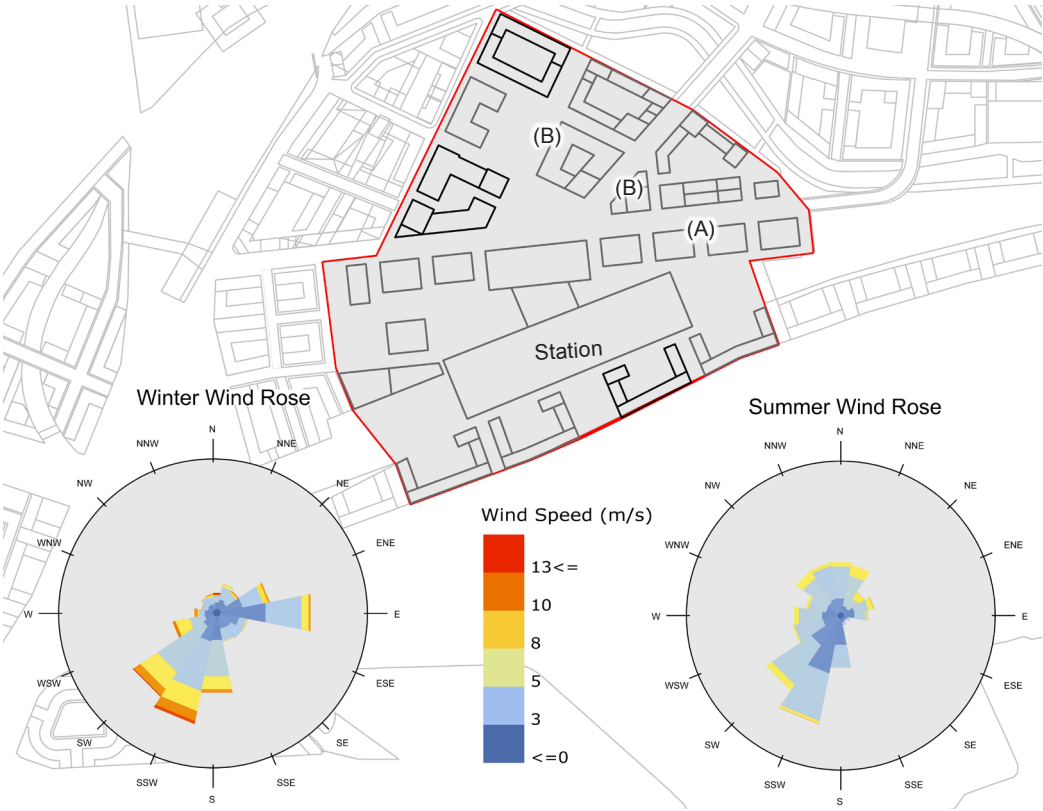 (B)
(B)
(A)
Station
Winter Wind Rose
N
NNE
NE
ENE
E
ESE
SE
SSE
S
SSW
SW
WSW
W
WNW
NW
NNW
Wind Speed (m/s)
13<=
10
8
5
3
<=0
Summer Wind Rose
N
NNE
NE
ENE
E
ESE
SE
SSE
S
SSW
SW
WSW
W
WNW
NW
NNW